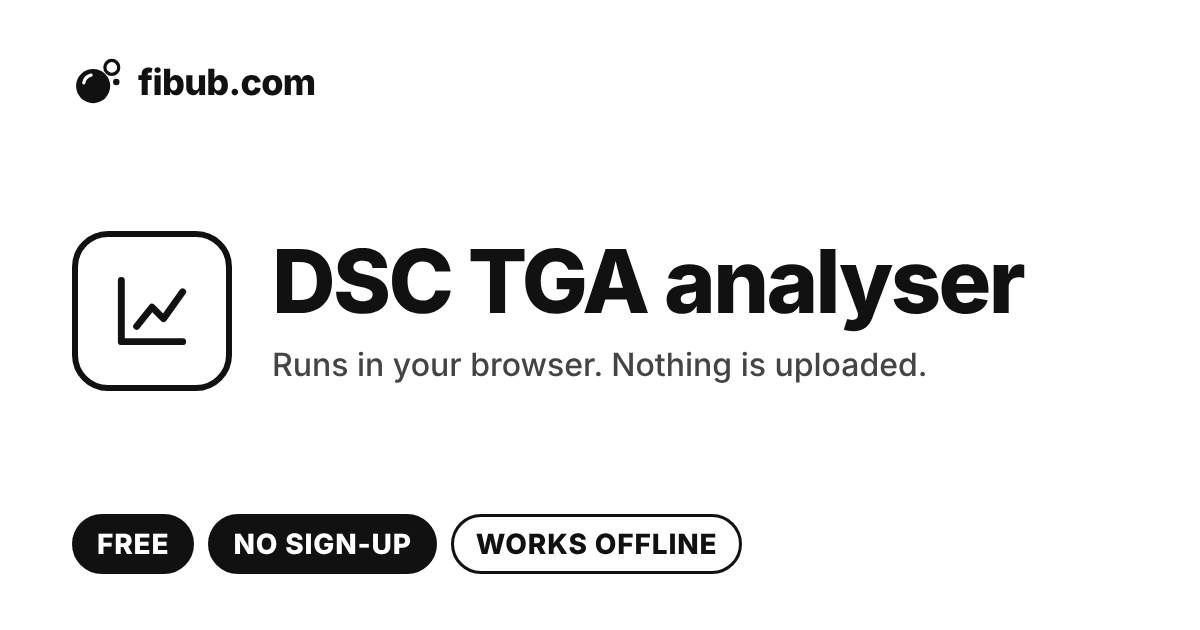 fibub.com
DSC TGA analyser
Runs in your browser. Nothing is uploaded.
FREE NO SIGN-UP WORKS OFFLINE